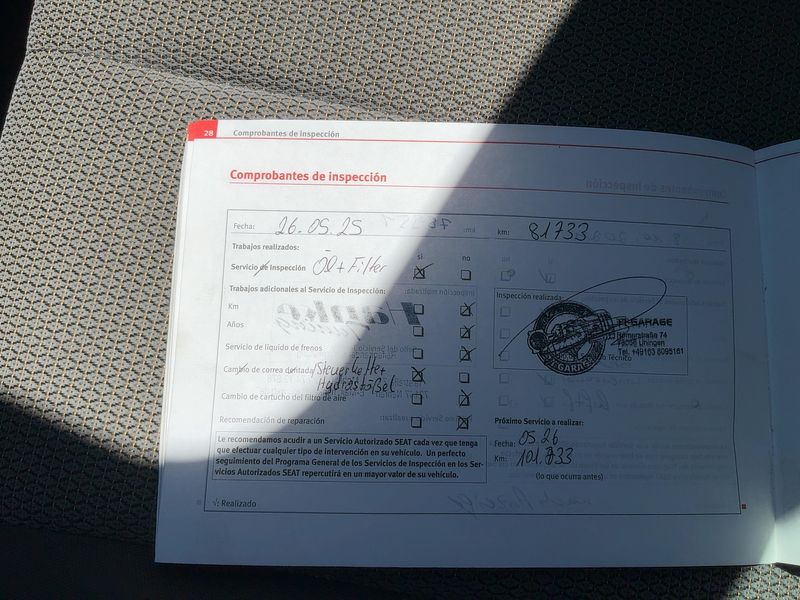 28 Comprobantes de inspección
Comprobantes de inspección
Fecha: 26.05.25 km: 81733
Trabajos realizados:
sí no
Servicio de Inspección Öl + Filter
Trabajos adicionales al Servicio de Inspección:
Inspección realizada:
Km
Años
Servicio de líquido de frenos
Cambio de correa dentada Steuerkette +
Hydrostößel
Cambio de cartucho del filtro de aire
Recomendación de reparación
GARAGE
74
Tel. +49163 8095161
Próximo Servicio a realizar:
Fecha: 05.26
Km: 101.733
(lo que ocurra antes)
Le recomendamos acudir a un Servicio Autorizado SEAT cada vez que tenga
que efectuar cualquier tipo de intervención en su vehículo. Un perfecto
seguimiento del Programa General de los Servicios de Inspección en los Ser-
vicios Autorizados SEAT repercutirá en un mayor valor de su vehículo.
√: Realizado